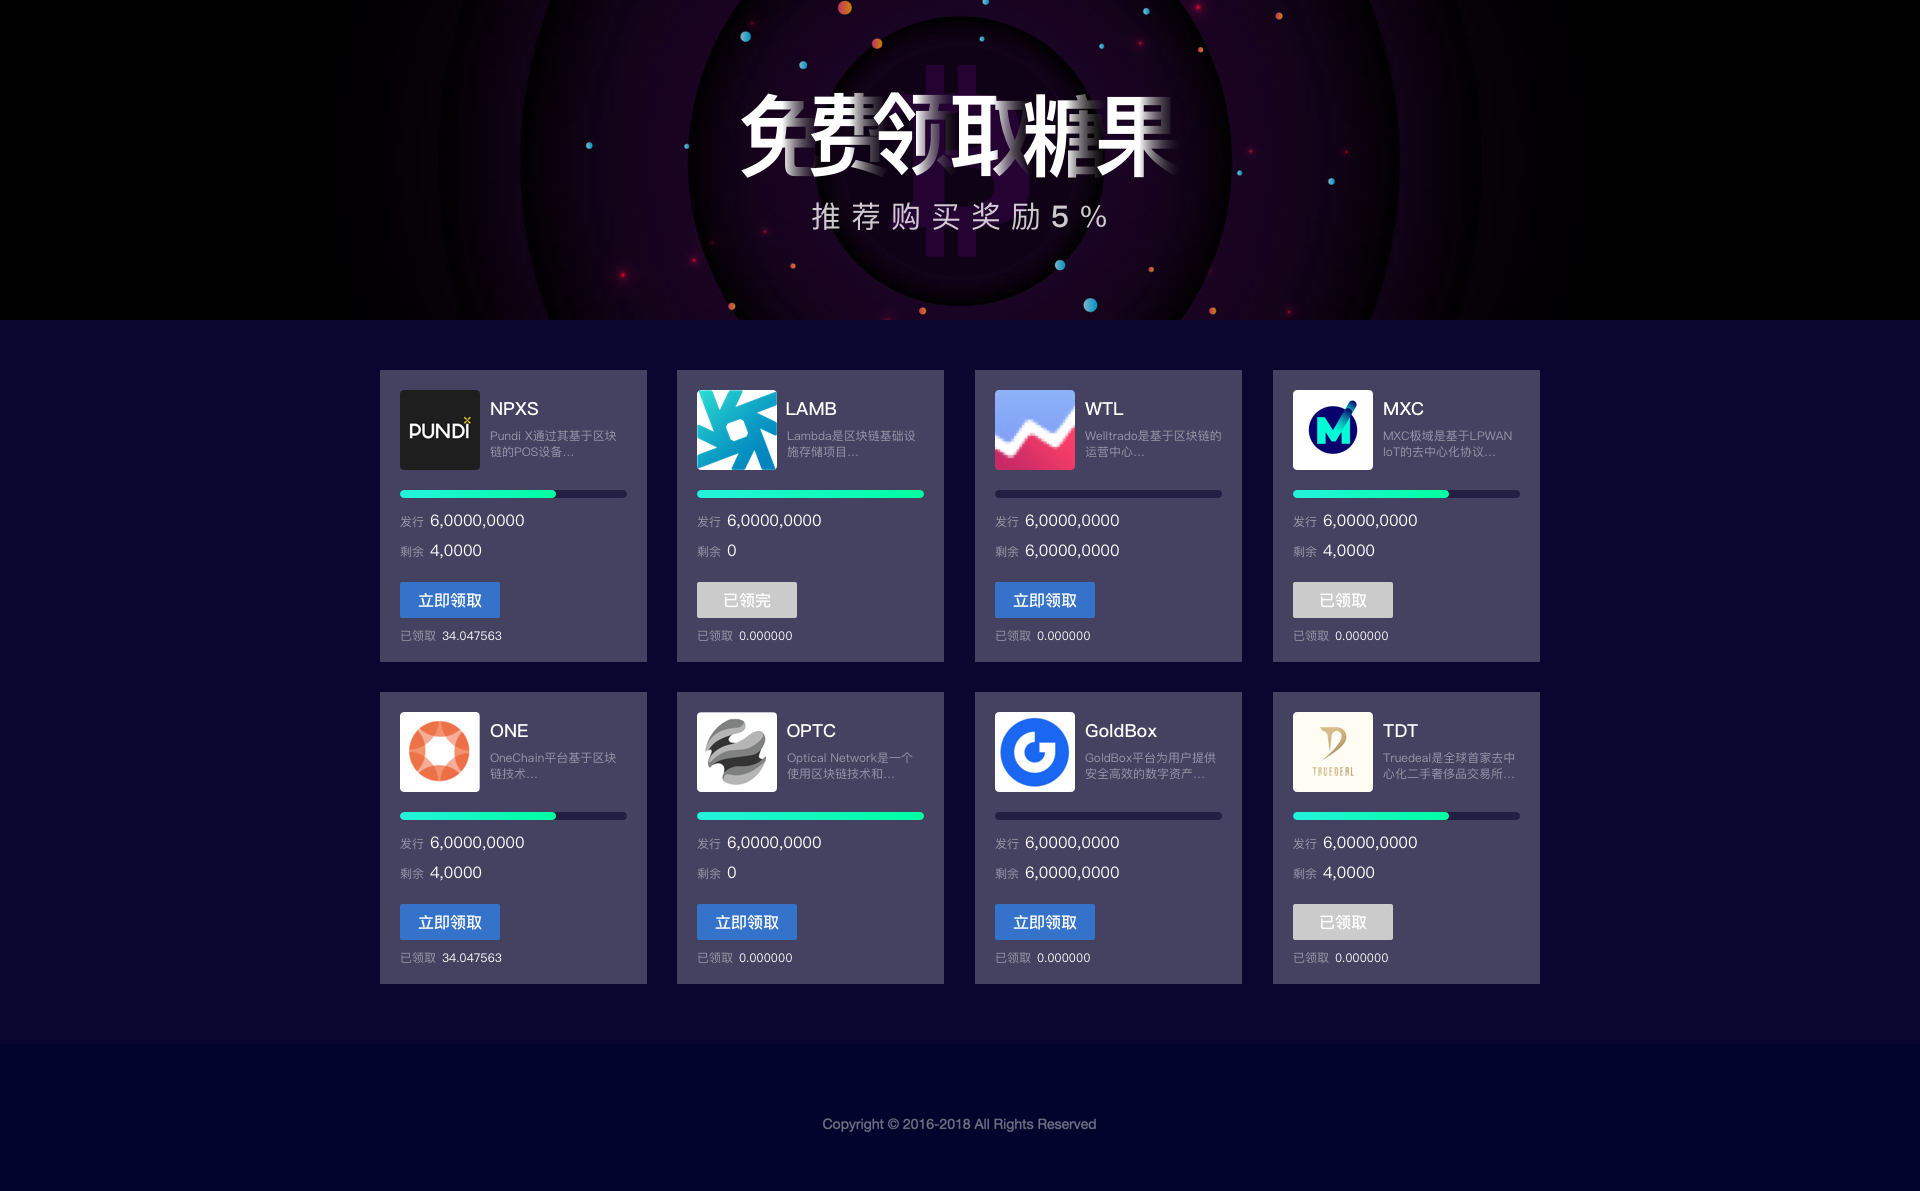 免费领取糖果
推荐购买奖励5%
PUNDI
NPXS
Pundi X通过其基于区块
链的POS设备...
发行 6,0000,0000
剩余 4,0000
立即领取
已领取 34.047563
LAMB
Lambda是区块链基础设
施存储项目...
发行 6,0000,0000
剩余 0
已领完
已领取 0.000000
WTL
Welltrado是基于区块链的
运营中心...
发行 6,0000,0000
剩余 6,0000,0000
立即领取
已领取 0.000000
M
MXC
MXC极域是基于LPWAN
IoT的去中心化协议...
发行 6,0000,0000
剩余 4,0000
已领取
已领取 0.000000
ONE
OneChain平台基于区块
链技术...
发行 6,0000,0000
剩余 4,0000
立即领取
已领取 34.047563
OPTC
Optical Network是一个
使用区块链技术和...
发行 6,0000,0000
剩余 0
立即领取
已领取 0.000000
G
GoldBox
GoldBox平台为用户提供
安全高效的数字资产...
发行 6,0000,0000
剩余 6,0000,0000
立即领取
已领取 0.000000
TRUEDEAL
TDT
Truedeal是全球首家去中
心化二手奢侈品交易所...
发行 6,0000,0000
剩余 4,0000
已领取
已领取 0.000000
Copyright © 2016-2018 All Rights Reserved